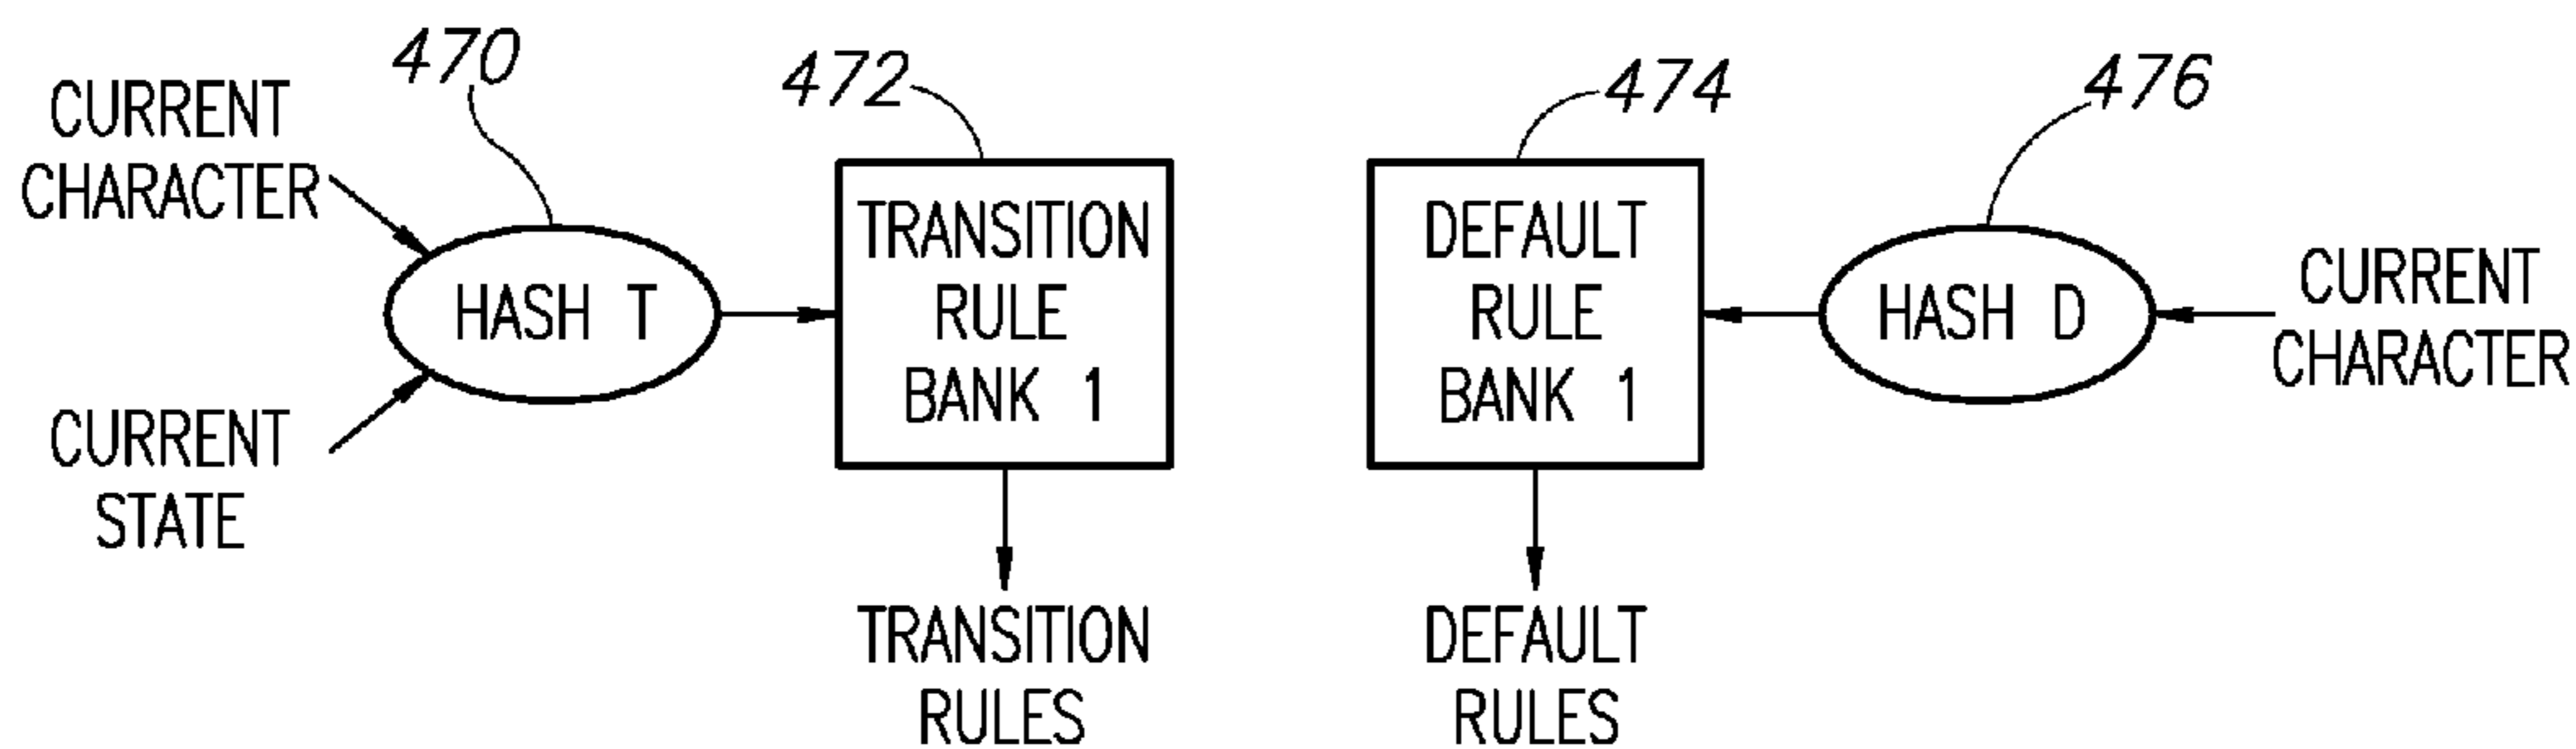 470
472
474
476
CURRENT
CHARACTER
CURRENT
STATE
HASH T
TRANSITION
RULE
BANK 1
TRANSITION
RULES
DEFAULT
RULE
BANK 1
DEFAULT
RULES
HASH D
CURRENT
CHARACTER